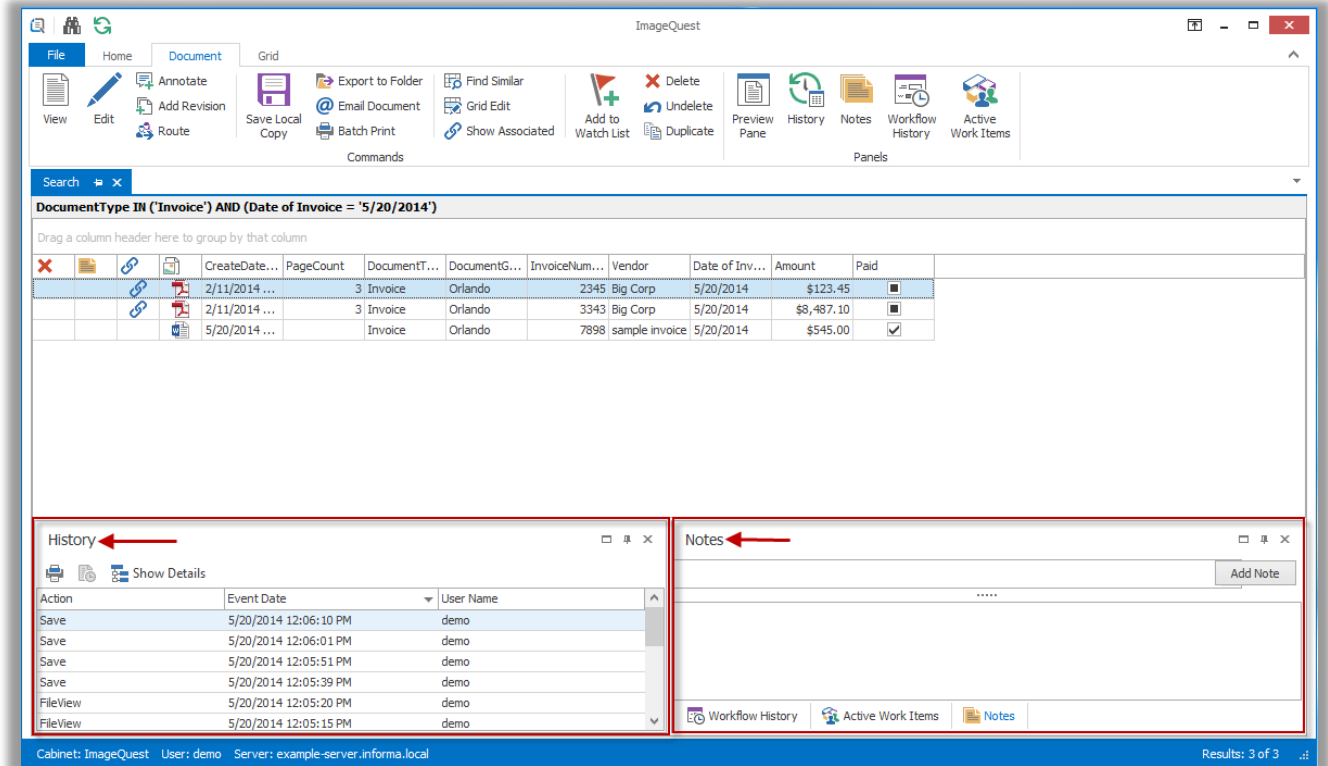 ImageQuest
File Home Document Grid
View
Edit
Annotate
Add Revision
Route
Save Local
Copy
Export to Folder
Email Document
Batch Print
Find Similar
Grid Edit
Show Associated
Commands
Add to
Watch List
Delete
Undelete
Duplicate
Preview
Pane
History
Notes
Workflow
History
Active
Work Items
Panels
Search
DocumentType IN ('Invoice') AND (Date of Invoice = '5/20/2014')
Drag a column header here to group by that column
CreateDate... PageCount DocumentT... DocumentG... InvoiceNum... Vendor Date of Inv... Amount Paid
2/11/2014 ... 3 Invoice Orlando 2345 Big Corp 5/20/2014 $123.45
2/11/2014 ... 3 Invoice Orlando 3343 Big Corp 5/20/2014 $8,487.10
5/20/2014 ... Invoice Orlando 7898 sample invoice 5/20/2014 $545.00
History
Show Details
Action Event Date User Name
Save 5/20/2014 12:06:10 PM demo
Save 5/20/2014 12:06:01 PM demo
Save 5/20/2014 12:05:51 PM demo
Save 5/20/2014 12:05:39 PM demo
FileView 5/20/2014 12:05:20 PM demo
FileView 5/20/2014 12:05:15 PM demo
Notes
Add Note
Workflow History Active Work Items Notes
Cabinet: ImageQuest User: demo Server: example-server.informa.local Results: 3 of 3